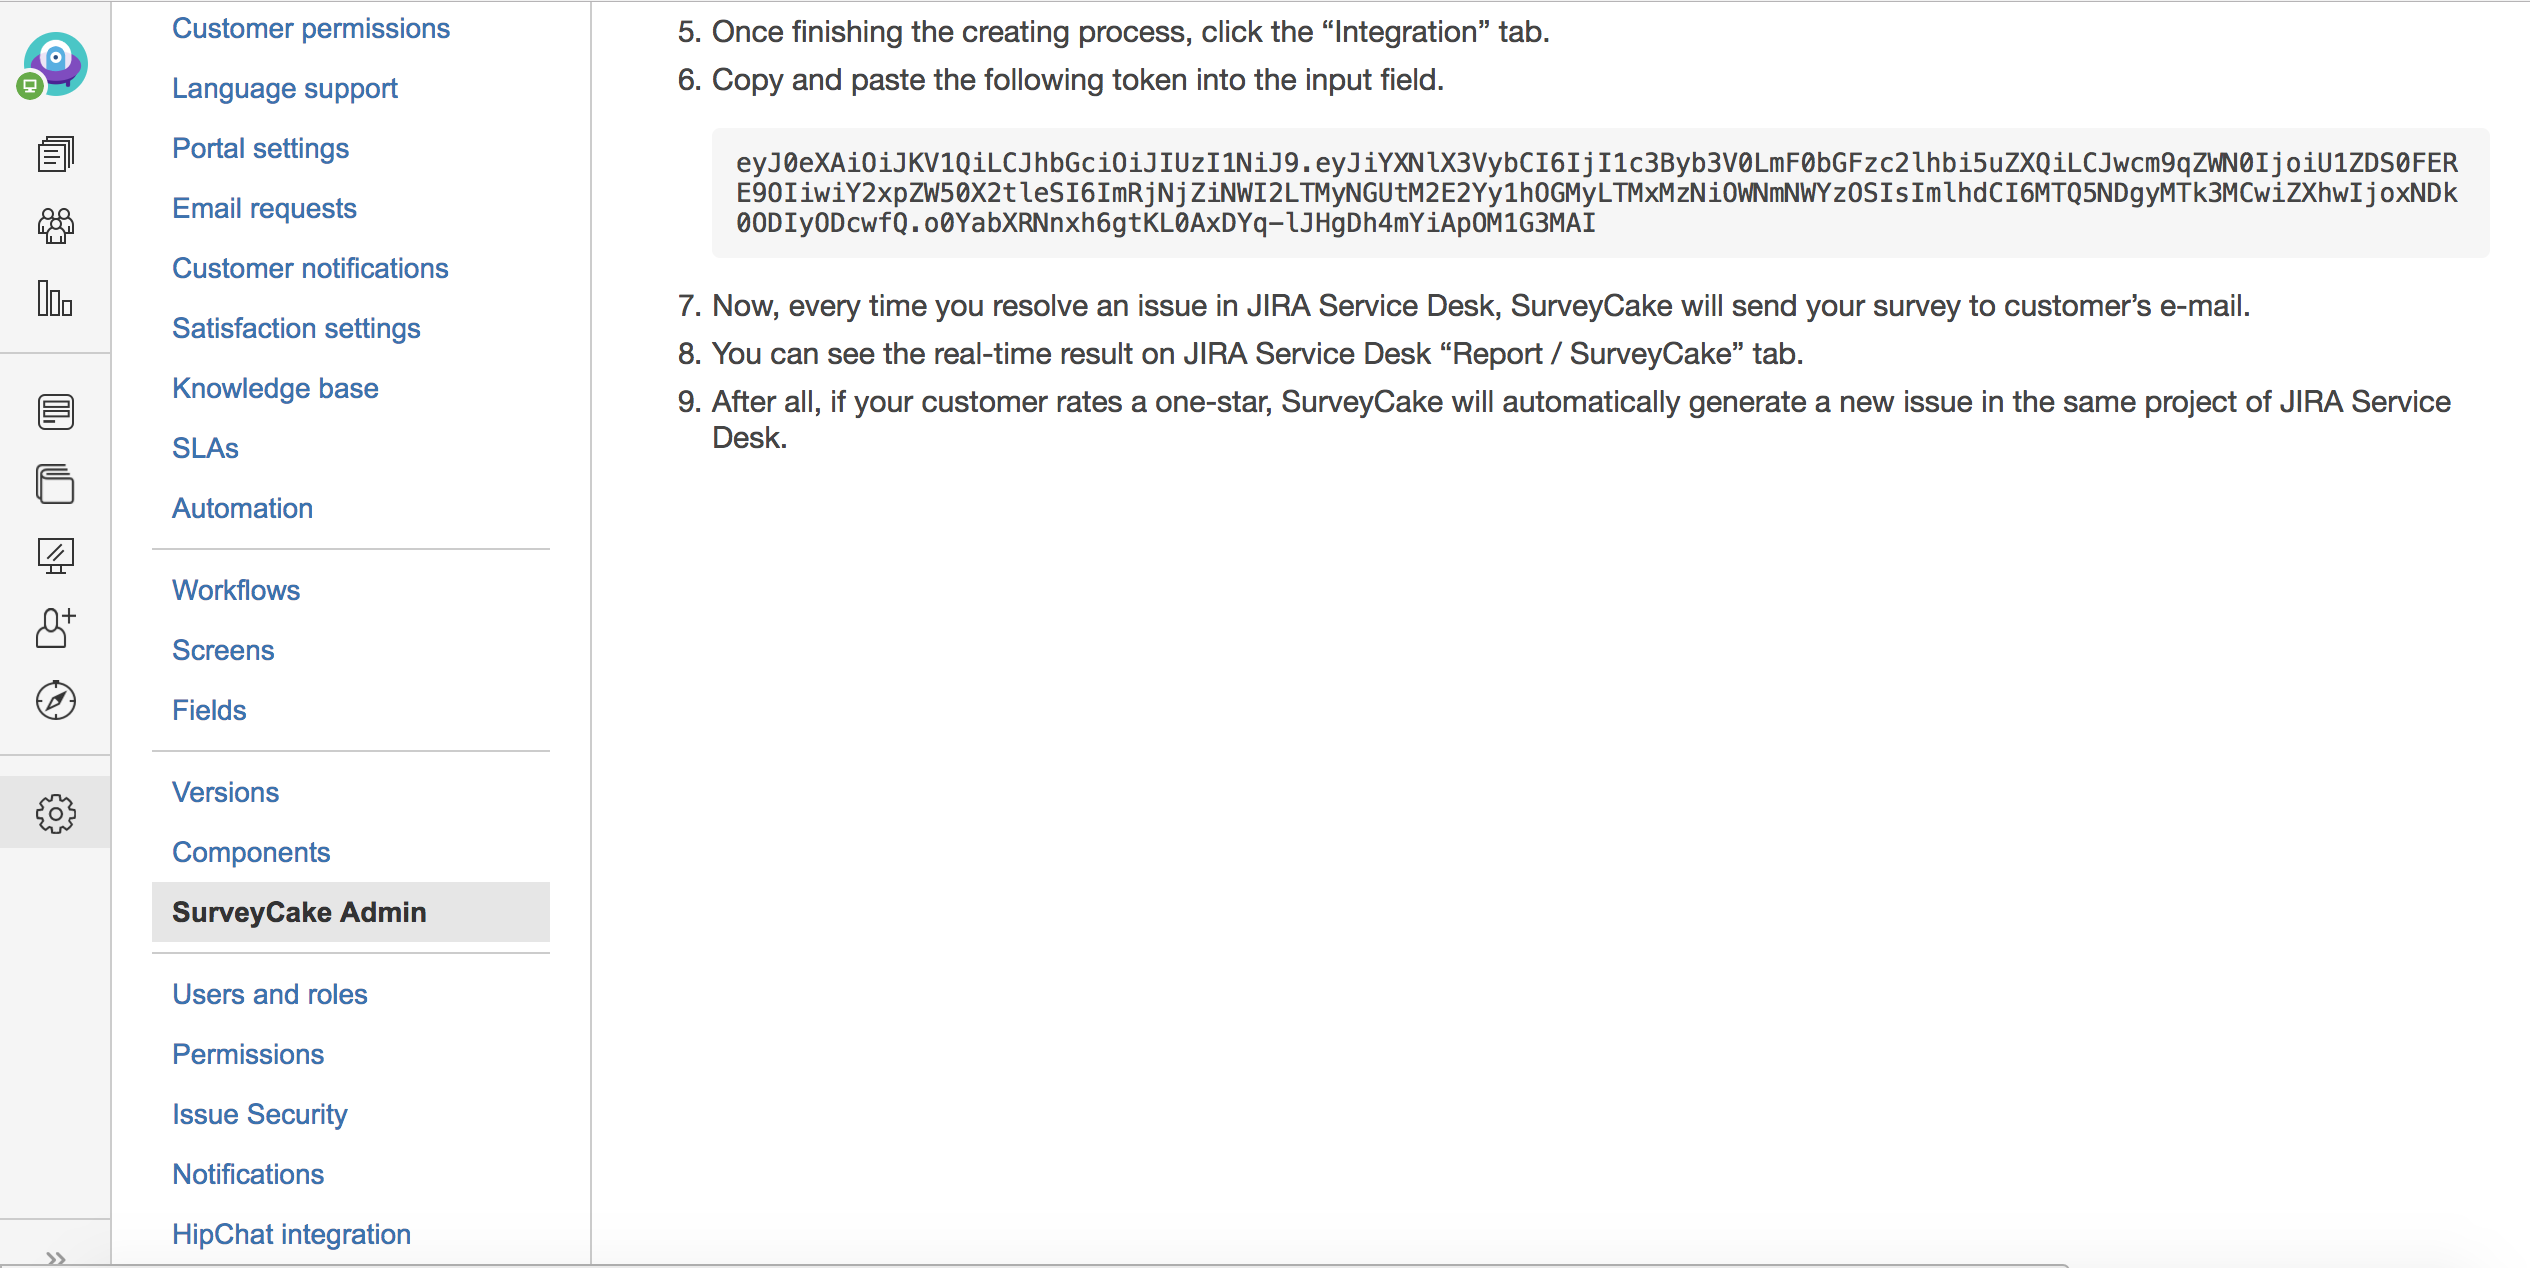 Customer permissions
Language support
Portal settings
Email requests
Customer notifications
Satisfaction settings
Knowledge base
SLAs
Automation
Workflows
Screens
Fields
Versions
Components
SurveyCake Admin
Users and roles
Permissions
Issue Security
Notifications
HipChat integration
5. Once finishing the creating process, click the “Integration” tab.
6. Copy and paste the following token into the input field.
eyJ0eXAiOiJKV1QiLCJhbGciOiJIUzI1NiJ9.eyJiYXNlX3VybCI6IjI1c3Byb3V0LmF0bGFzc2lhbi5uZXQiLCJwcm9qZWN0IjoiU1ZDS0FER
E9OIiwiY2xpZW50X2tleSI6ImRjNjZiNWI2LTMyNGUtM2E2Yy1hOGMyLTMxMzNiOWNmNWYzOSIsImlhdCI6MTQ5NDgyMTk3MCwiZXhwIjoxNDk
0ODIyODcwfQ.o0YabXRNnxh6gtKL0AxDYq-lJHgDh4mYiApOM1G3MAI
7. Now, every time you resolve an issue in JIRA Service Desk, SurveyCake will send your survey to customer’s e-mail.
8. You can see the real-time result on JIRA Service Desk “Report / SurveyCake” tab.
9. After all, if your customer rates a one-star, SurveyCake will automatically generate a new issue in the same project of JIRA Service
Desk.